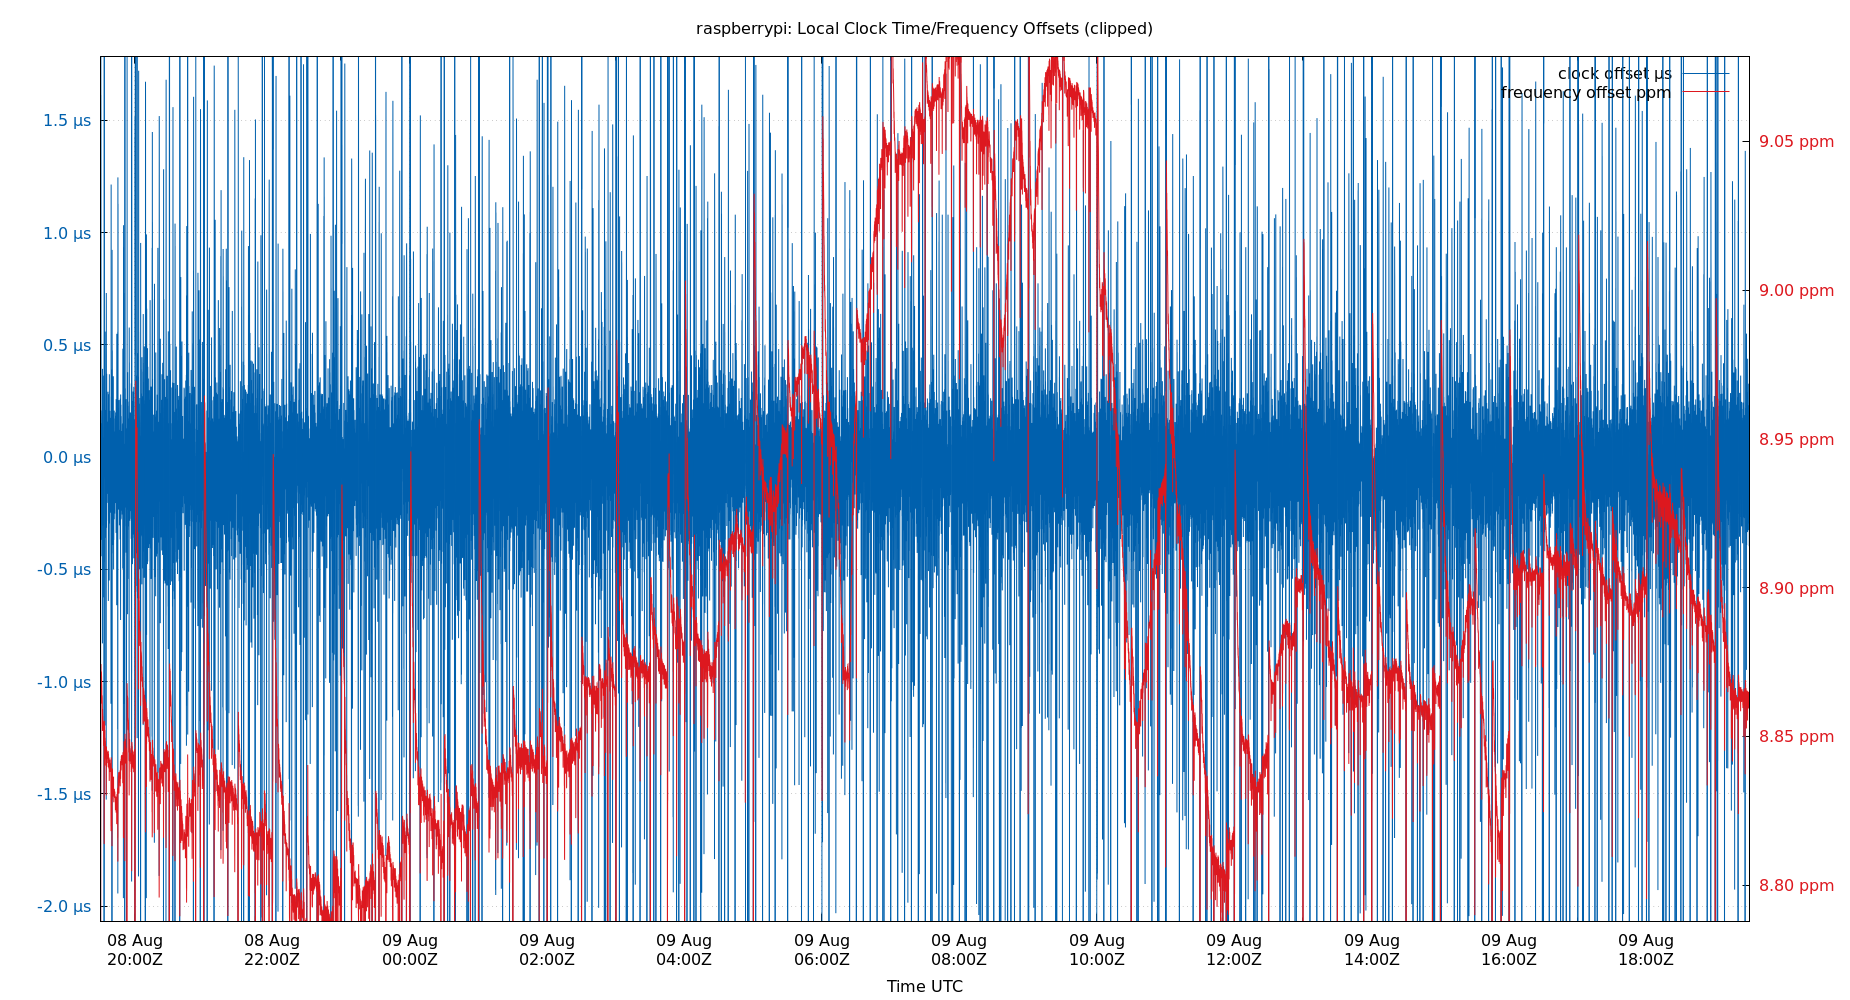 raspberrypi: Local Clock Time/Frequency Offsets (clipped)
clock offset µs
frequency offset ppm
1.5 µs
1.0 µs
0.5 µs
0.0 µs
-0.5 µs
-1.0 µs
-1.5 µs
-2.0 µs
9.05 ppm
9.00 ppm
8.95 ppm
8.90 ppm
8.85 ppm
8.80 ppm
08 Aug 08 Aug 09 Aug 09 Aug 09 Aug 09 Aug 09 Aug 09 Aug 09 Aug 09 Aug 09 Aug 09 Aug
20:00Z 22:00Z 00:00Z 02:00Z 04:00Z 06:00Z 08:00Z 10:00Z 12:00Z 14:00Z 16:00Z 18:00Z
Time UTC